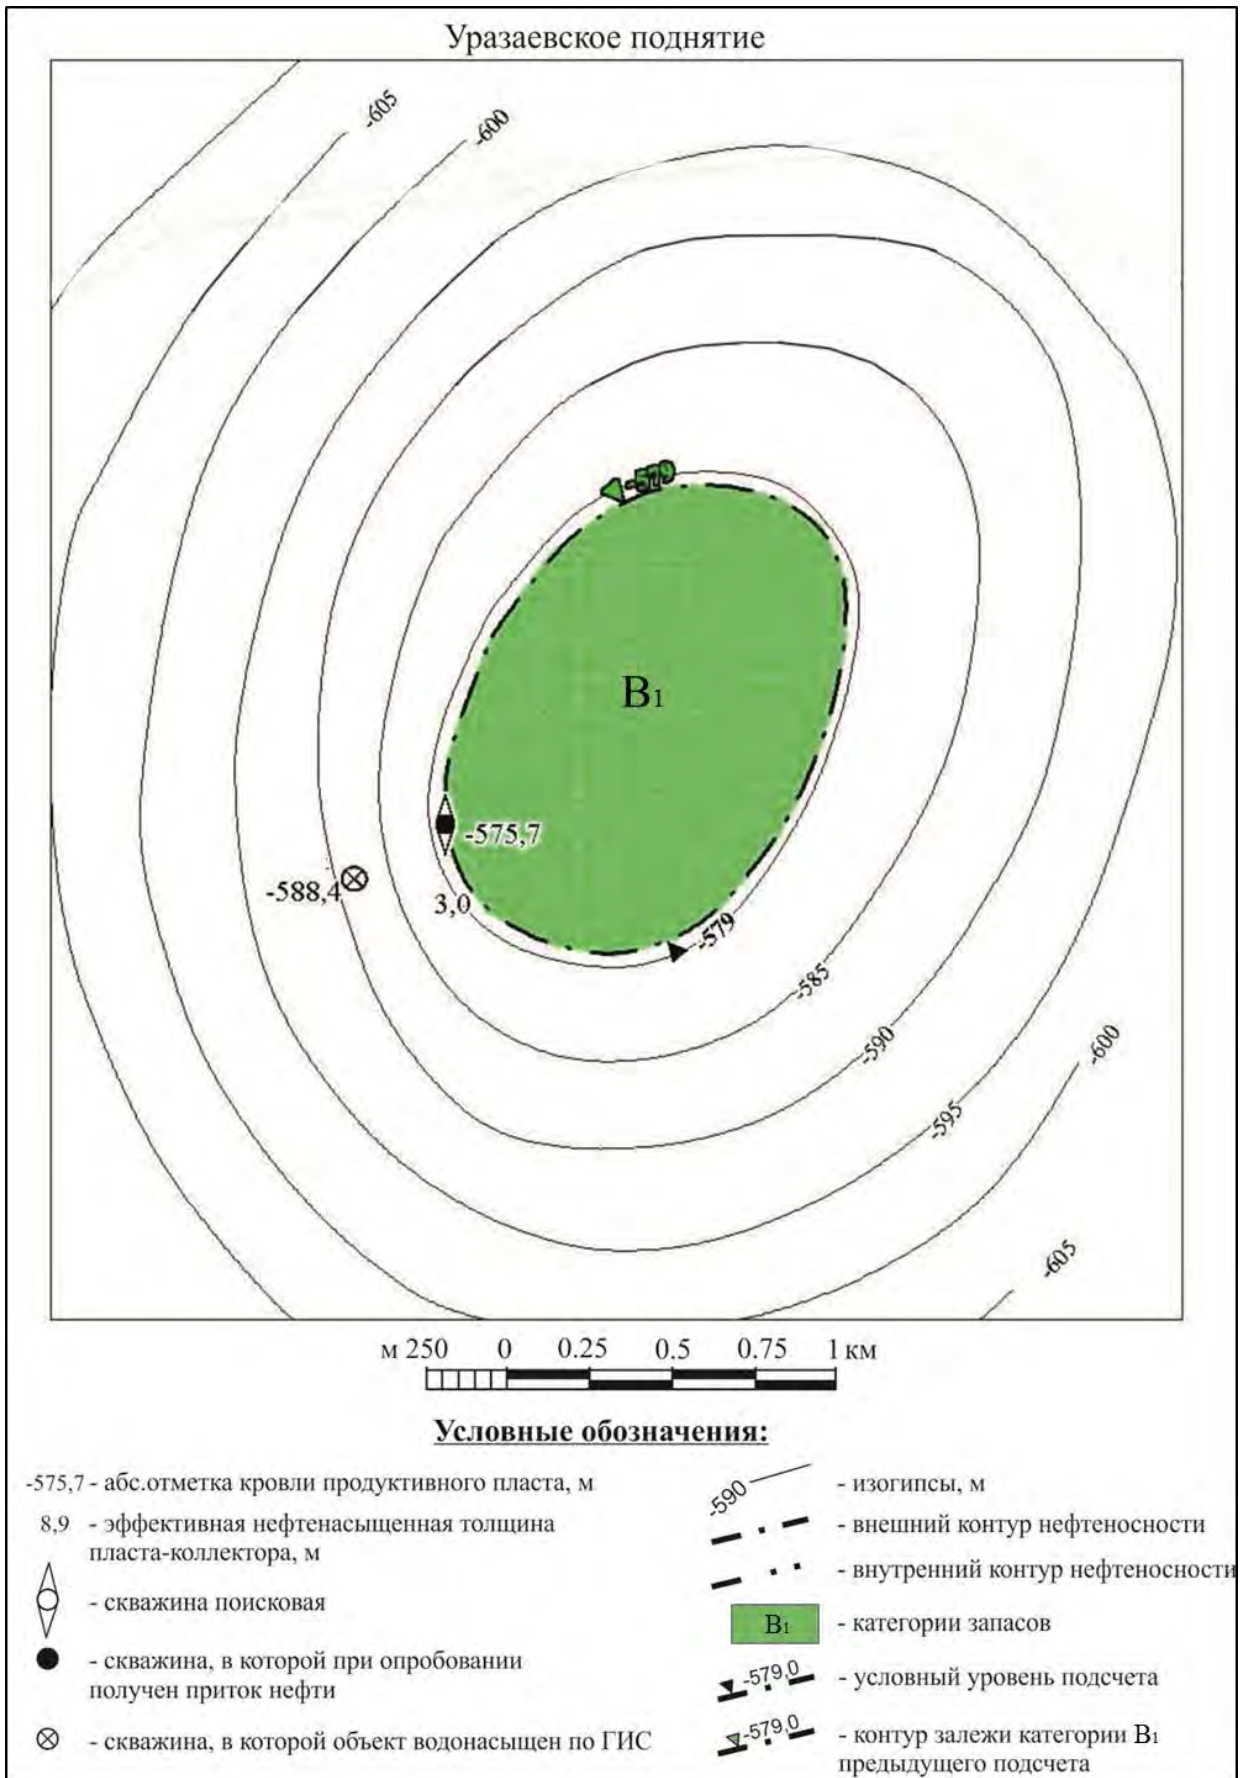 Уразаевское поднятие
-605
-600
-579
В1
-575,7
-588,4
3,0
-579
-585
-590
-600
-595
-605
м 250 0 0.25 0.5 0.75 1 км
Условные обозначения:
-575,7 - абс.отметка кровли продуктивного пласта, м
8,9 - эффективная нефтенасыщенная толщина
пласта-коллектора, м
- скважина поисковая
- скважина, в которой при опробовании
получен приток нефти
- скважина, в которой объект водонасыщен по ГИС
-590 - изогипсы, м
- внешний контур нефтеносности
- внутренний контур нефтеносности
В1 - категории запасов
-579,0 - условный уровень подсчета
-579,0 - контур залежи категории В1
предыдущего подсчета